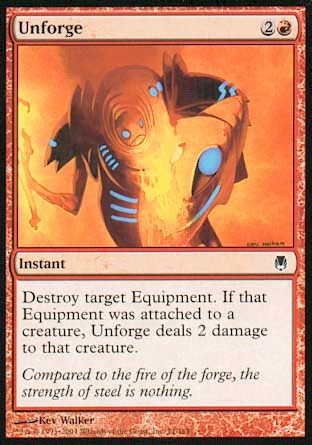 Unforge 2
Instant
Destroy target Equipment. If that
Equipment was attached to a
creature, Unforge deals 2 damage
to that creature.
Compared to the fire of the forge, the
strength of steel is nothing.
Kev Walker